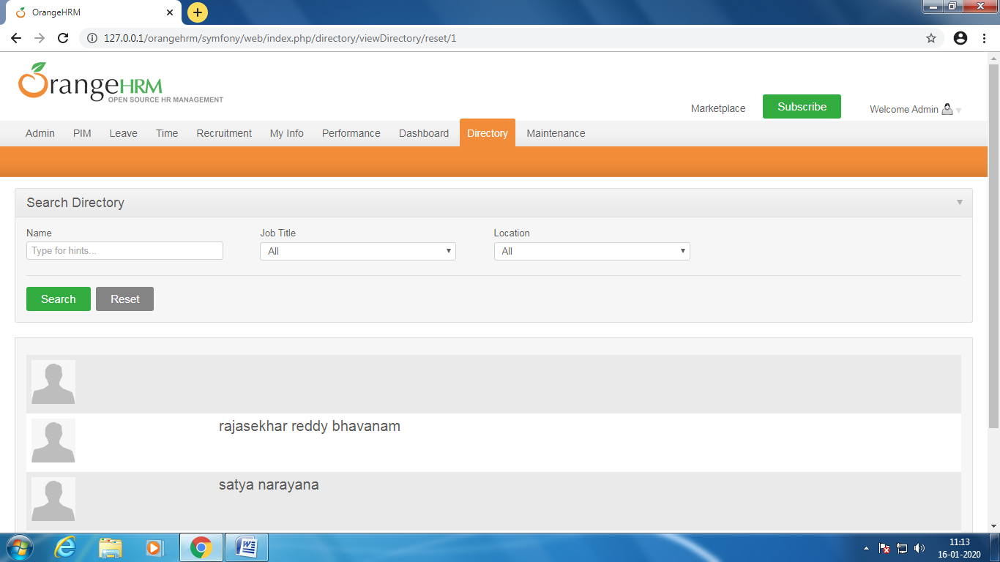 OrangeHRM
127.0.0.1/orangehrm/symfony/web/index.php/directory/viewDirectory/reset/1
OrangeHRM
OPEN SOURCE HR MANAGEMENT
Marketplace Subscribe Welcome Admin
Admin PIM Leave Time Recruitment My Info Performance Dashboard Directory Maintenance
Search Directory
Name Job Title Location
Type for hints... All All
Search Reset
rajasekhar reddy bhavanam
satya narayana
11:13
16-01-2020